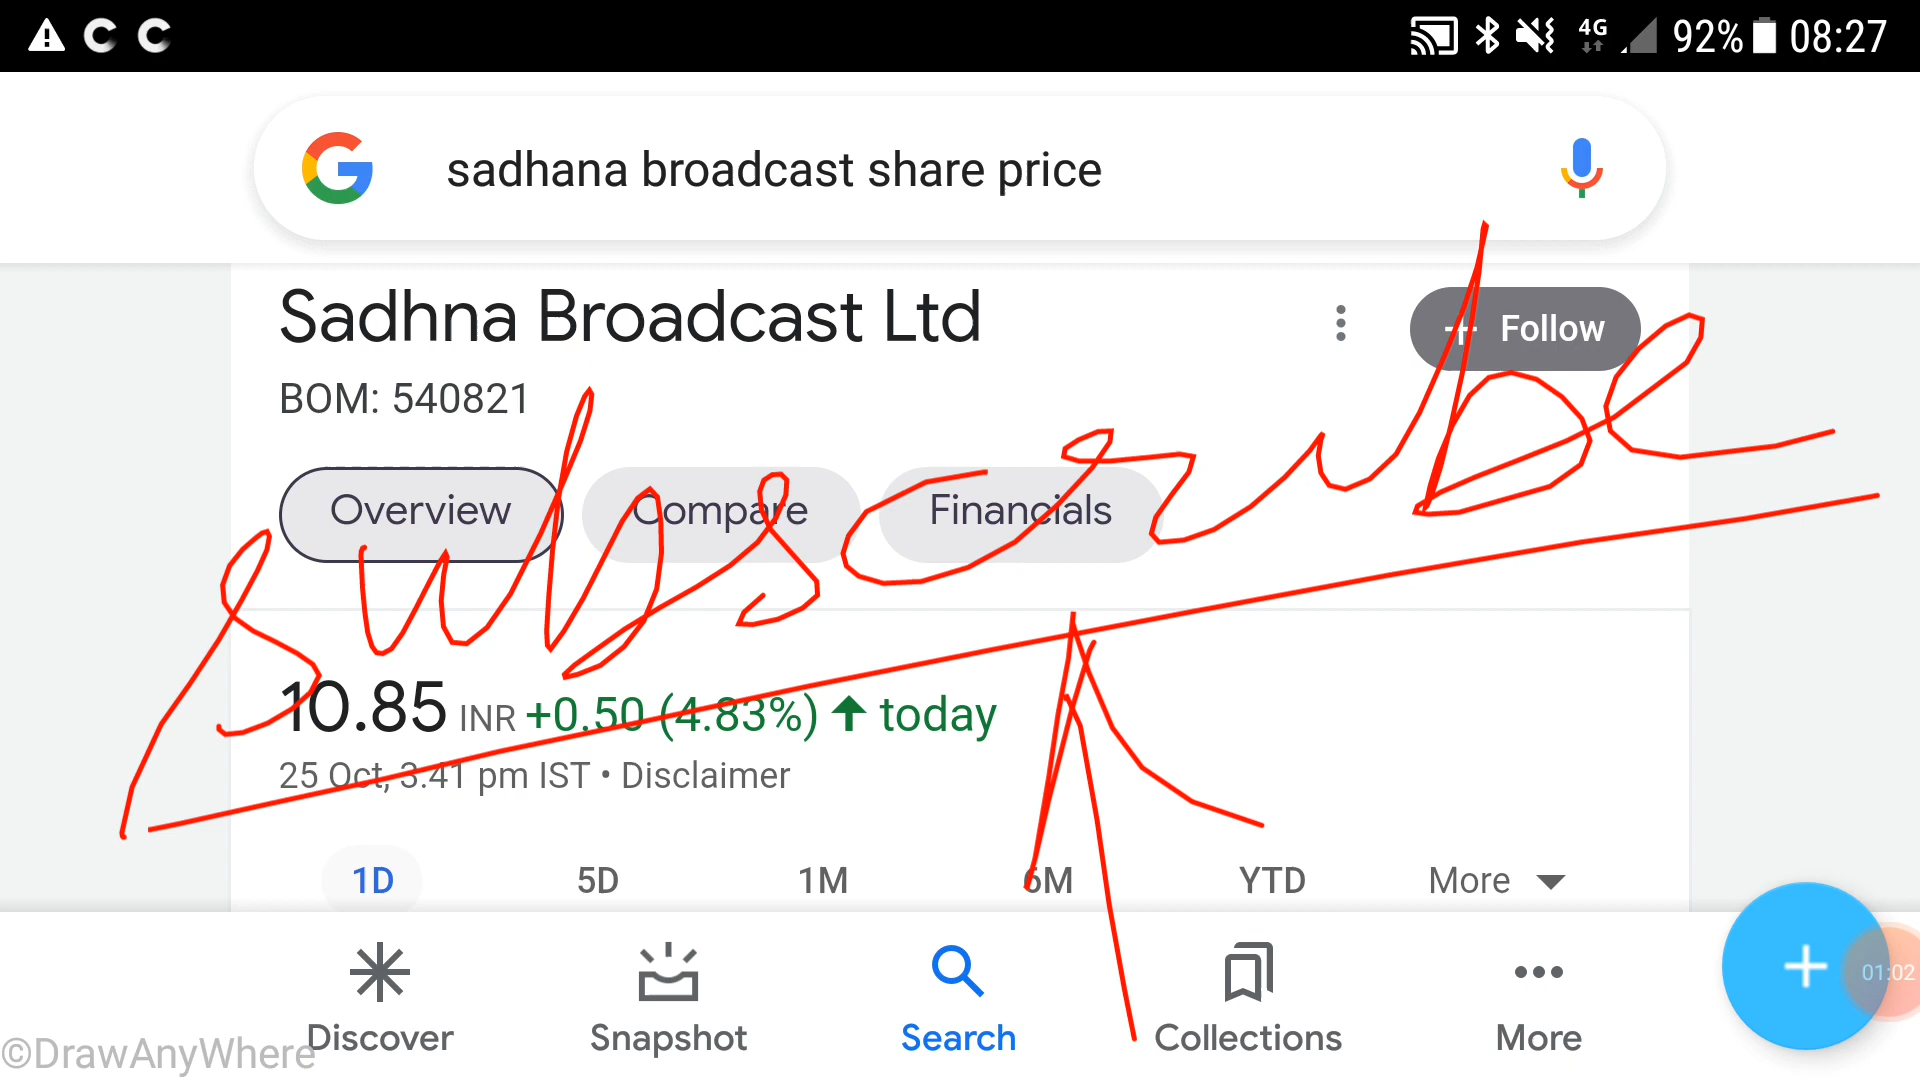 4G 92% 08:27
sadhana broadcast share price
Sadhna Broadcast Ltd
+ Follow
BOM: 540821
Overview Compare Financials
subscribe
10.85 INR +0.50 (4.83%) ↑ today
25 Oct, 3:41 pm IST • Disclaimer
1D 5D 1M 6M YTD More
01:02
Discover Snapshot Search Collections More
©DrawAnyWhere